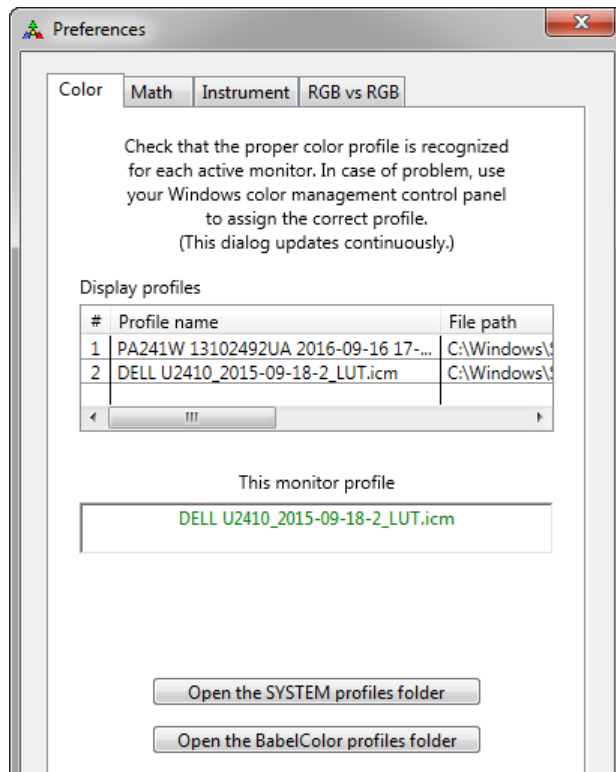 Preferences
Color Math Instrument RGB vs RGB
Check that the proper color profile is recognized
for each active monitor. In case of problem, use
your Windows color management control panel
to assign the correct profile.
(This dialog updates continuously.)
Display profiles
# Profile name File path
1 PA241W 13102492UA 2016-09-16 17-... C:\Windows\
2 DELL U2410_2015-09-18-2_LUT.icm C:\Windows\
This monitor profile
DELL U2410_2015-09-18-2_LUT.icm
Open the SYSTEM profiles folder
Open the BabelColor profiles folder